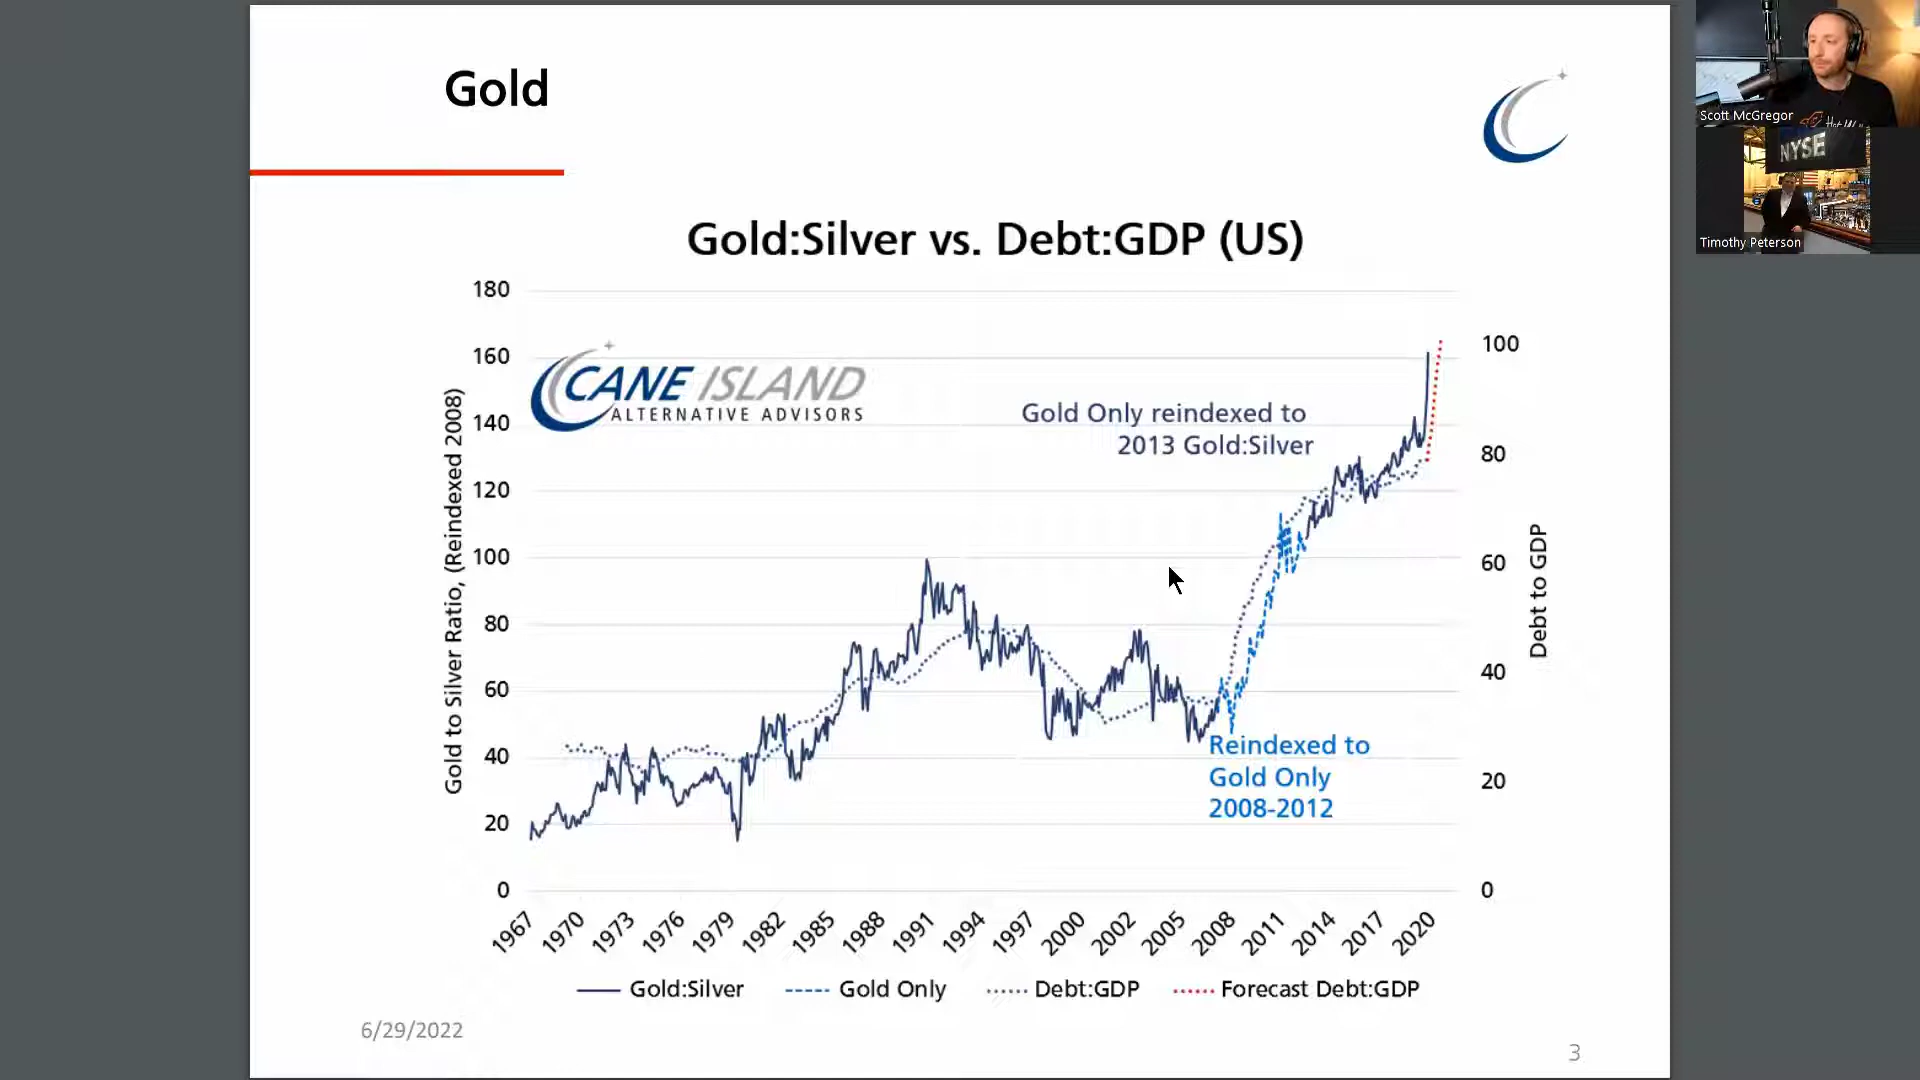 Gold
Gold:Silver vs. Debt:GDP (US)
180
160
140
120
100
80
60
40
20
0
Gold to Silver Ratio, (Reindexed 2008)
CANE ISLAND
ALTERNATIVE ADVISORS
Gold Only reindexed to
2013 Gold:Silver
Reindexed to
Gold Only
2008-2012
100
80
60
40
20
0
Debt to GDP
1967 1970 1973 1976 1979 1982 1985 1988 1991 1994 1997 2000 2002 2005 2008 2011 2014 2017 2020
Gold:Silver Gold Only Debt:GDP Forecast Debt:GDP
6/29/2022
3
Scott McGregor
NYSE
Timothy Peterson